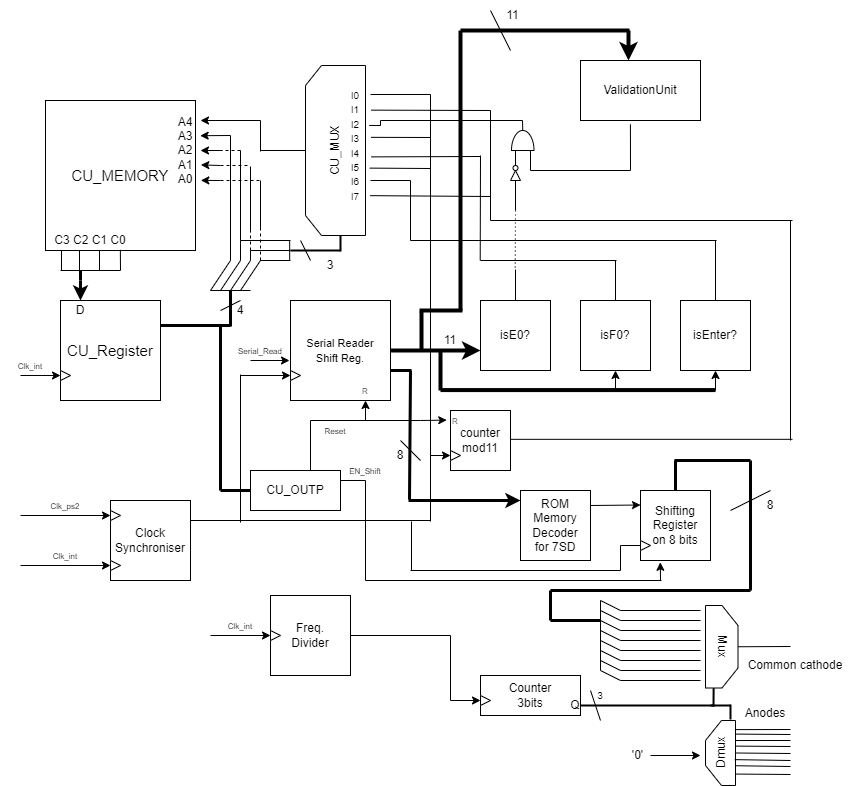 11
ValidationUnit
CU_MUX
I0
I1
I2
I3
I4
I5
I6
I7
CU_MEMORY
A4
A3
A2
A1
A0
C3 C2 C1 C0
3
4
D
CU_Register
Clk_int
Serial_Read
Serial Reader
Shift Reg.
R
11
isE0?
isF0?
isEnter?
Reset
8
R
counter
mod11
CU_OUTP
EN_Shift
Clk_ps2
Clk_int
Clock
Synchroniser
ROM
Memory
Decoder
for 7SD
Shifting
Register
on 8 bits
8
Clk_int
Freq.
Divider
Counter
3bits
Q
3
Mux
Common cathode
Anodes
'0'
Dmux